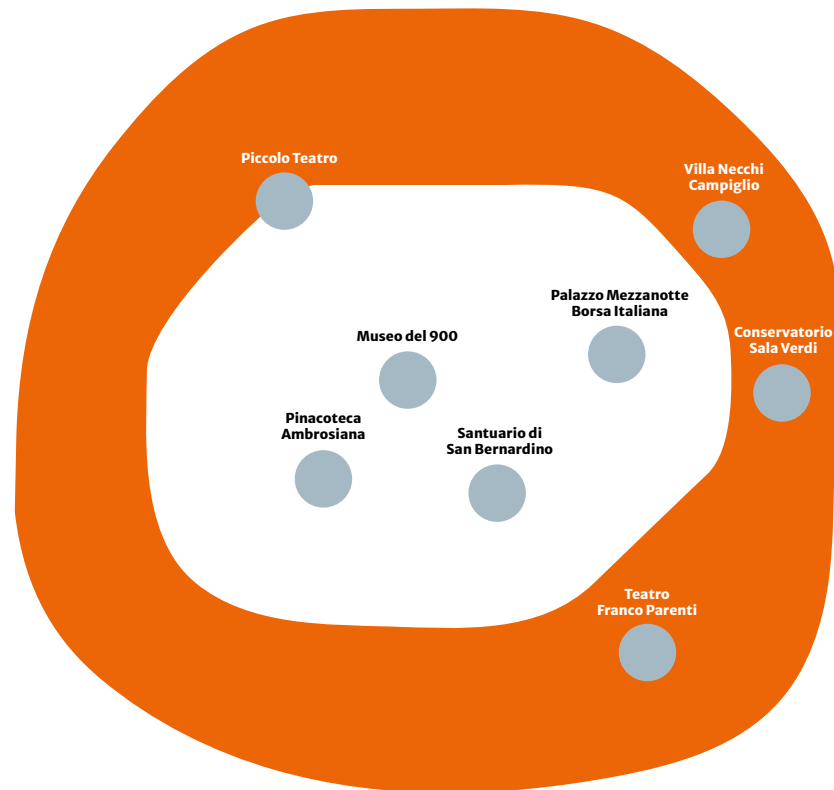 Piccolo Teatro
Villa Necchi
Campiglio
Palazzo Mezzanotte
Borsa Italiana
Conservatorio
Sala Verdi
Museo del 900
Pinacoteca
Ambrosiana
Santuario di
San Bernardino
Teatro
Franco Parenti